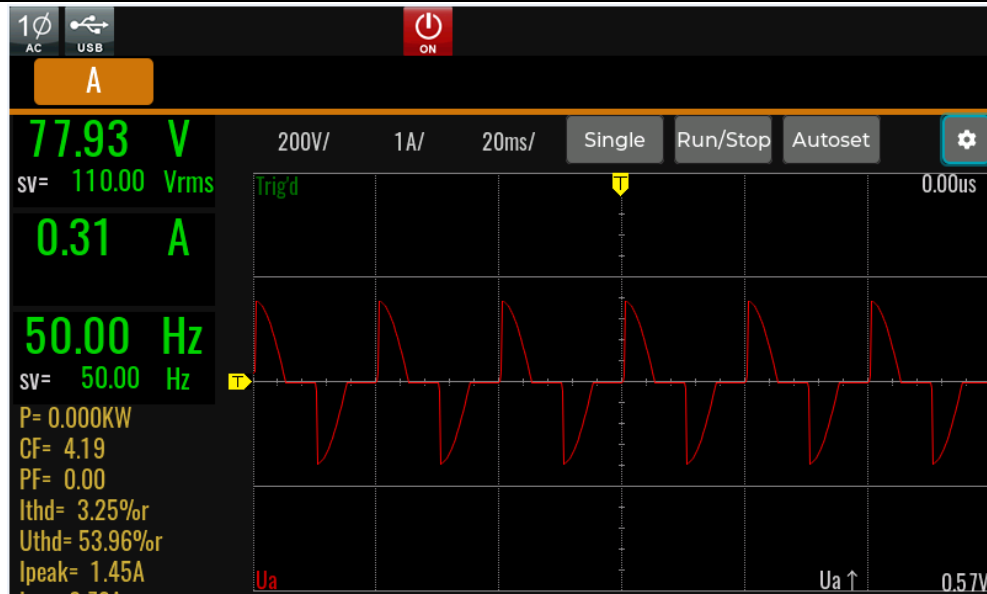 1Ø
AC
USB
ON
A
77.93 V
sv= 110.00 Vrms
0.31 A
50.00 Hz
sv= 50.00 Hz
P= 0.000KW
CF= 4.19
PF= 0.00
Ithd= 3.25%r
Uthd= 53.96%r
Ipeak= 1.45A
200V/ 1A/ 20ms/ Single Run/Stop Autoset
Trig'd T 0.00us
T
Ua Ua↑ 0.57V